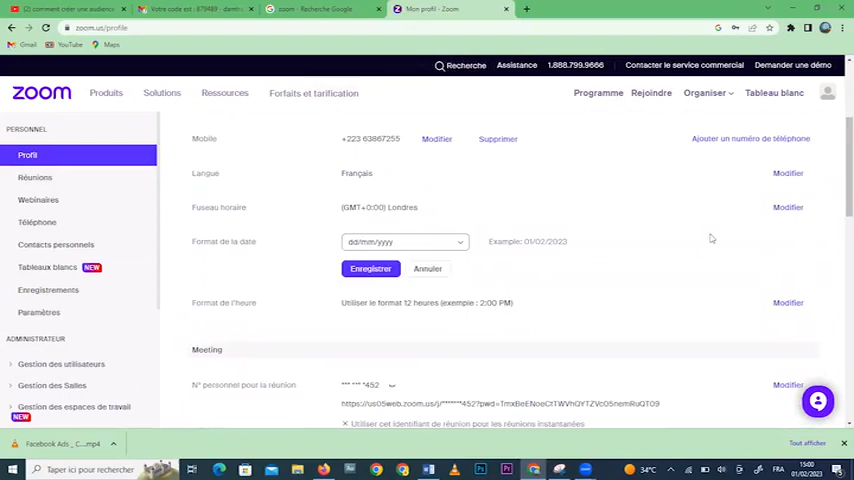 (2) comment créer une audience
Votre code est : 879489 - damtra
zoom - Recherche Google
Mon profil - Zoom
zoom.us/profile
Gmail
YouTube
Maps
Recherche
Assistance
1.888.799.9666
Contacter le service commercial
Demander une démo
zoom
Produits
Solutions
Ressources
Forfaits et tarification
Programme
Rejoindre
Organiser
Tableau blanc
PERSONNEL
Profil
Réunions
Webinaires
Téléphone
Contacts personnels
Tableaux blancs NEW
Enregistrements
Paramètres
ADMINISTRATEUR
Gestion des utilisateurs
Gestion des Salles
Gestion des espaces de travail
NEW
Mobile +223 63867255 Modifier Supprimer Ajouter un numéro de téléphone
Langue Français Modifier
Fuseau horaire (GMT+0:00) Londres Modifier
Format de la date dd/mm/yyyy Exemple: 01/02/2023
Enregistrer Annuler
Format de l'heure Utiliser le format 12 heures (exemple : 2:00 PM) Modifier
Meeting
N° personnel pour la réunion *** *** *452 Modifier
Utiliser cet identifiant de réunion pour les réunions instantanées
Facebook Ads _ C....mp4
Tout afficher
Taper ici pour rechercher
34°C
FRA
15:00
01/02/2023